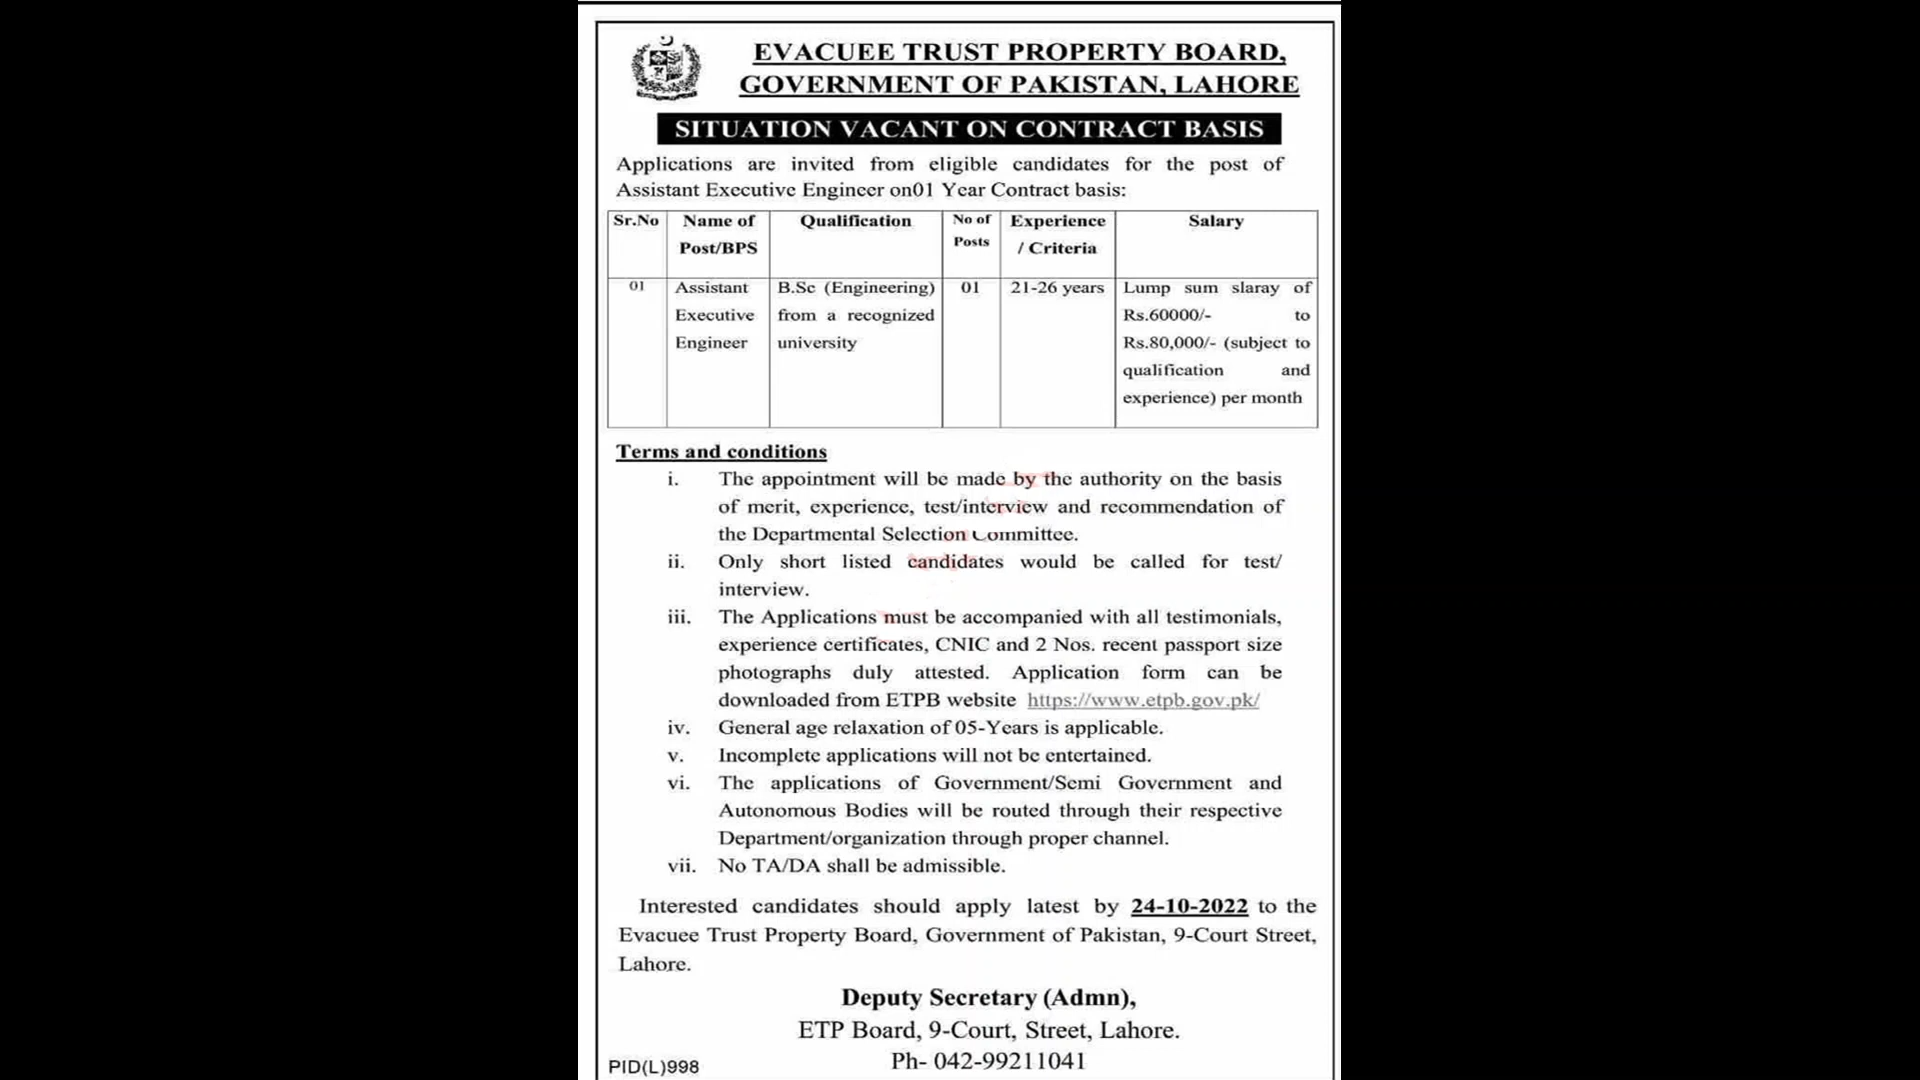 EVACUEE TRUST PROPERTY BOARD,
GOVERNMENT OF PAKISTAN, LAHORE
SITUATION VACANT ON CONTRACT BASIS
Applications are invited from eligible candidates for the post of
Assistant Executive Engineer on01 Year Contract basis:
Sr.No Name of Post/BPS Qualification No of Posts Experience / Criteria Salary
01 Assistant Executive Engineer B.Sc (Engineering) from a recognized university 01 21-26 years Lump sum slaray of Rs.60000/- to Rs.80,000/- (subject to qualification and experience) per month
Terms and conditions
i. The appointment will be made by the authority on the basis
of merit, experience, test/interview and recommendation of
the Departmental Selection Committee.
ii. Only short listed candidates would be called for test/
interview.
iii. The Applications must be accompanied with all testimonials,
experience certificates, CNIC and 2 Nos. recent passport size
photographs duly attested. Application form can be
downloaded from ETPB website https://www.etpb.gov.pk/
iv. General age relaxation of 05-Years is applicable.
v. Incomplete applications will not be entertained.
vi. The applications of Government/Semi Government and
Autonomous Bodies will be routed through their respective
Department/organization through proper channel.
vii. No TA/DA shall be admissible.
Interested candidates should apply latest by 24-10-2022 to the
Evacuee Trust Property Board, Government of Pakistan, 9-Court Street,
Lahore.
Deputy Secretary (Admn),
ETP Board, 9-Court, Street, Lahore.
Ph- 042-99211041
PID(L)998